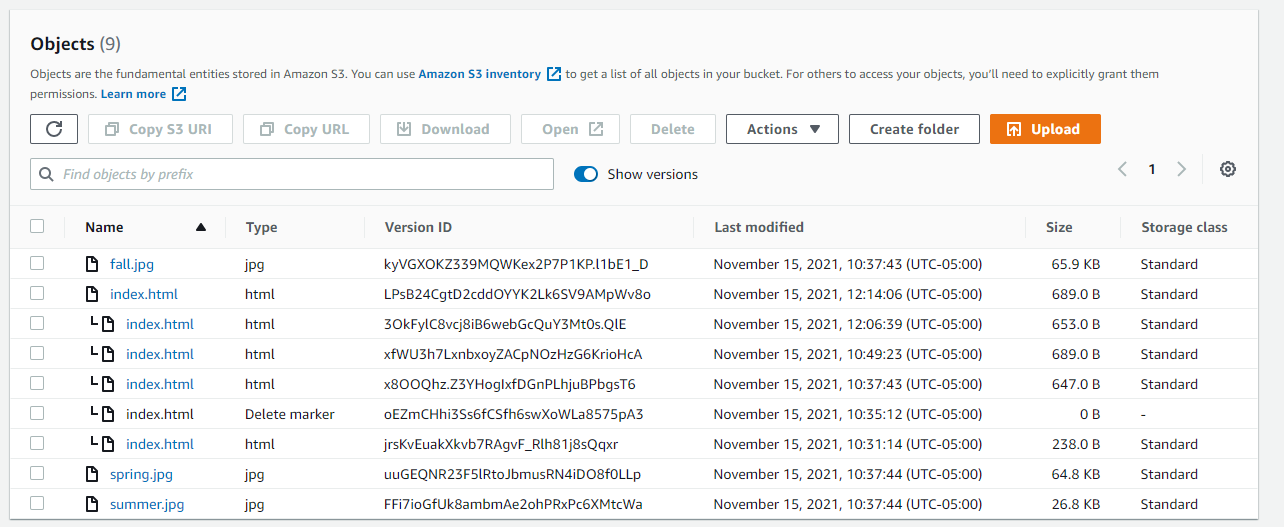 Objects (9)
Objects are the fundamental entities stored in Amazon S3. You can use Amazon S3 inventory to get a list of all objects in your bucket. For others to access your objects, you'll need to explicitly grant them
permissions. Learn more
Copy S3 URI Copy URL Download Open Delete Actions Create folder Upload
Find objects by prefix Show versions 1
Name Type Version ID Last modified Size Storage class
fall.jpg jpg kyVGXOKZ339MQWKex2P7P1KP.l1bE1_D November 15, 2021, 10:37:43 (UTC-05:00) 65.9 KB Standard
index.html html LPsB24CgtD2cddOYYK2Lk6SV9AMpWv8o November 15, 2021, 12:14:06 (UTC-05:00) 689.0 B Standard
index.html html 3OkFylC8vcj8iB6webGcQuY3Mt0s.QlE November 15, 2021, 12:06:39 (UTC-05:00) 653.0 B Standard
index.html html xfWU3h7LxnbxoyZACpNOzHzG6KrioHcA November 15, 2021, 10:49:23 (UTC-05:00) 689.0 B Standard
index.html html x8OOQhz.Z3YHogIxfDGnPLhjuBPbgsT6 November 15, 2021, 10:37:43 (UTC-05:00) 647.0 B Standard
index.html Delete marker oEZmCHhi3Ss6fCSfh6swXoWLa8575pA3 November 15, 2021, 10:35:12 (UTC-05:00) 0 B -
index.html html jrsKvEuakXkvb7RAgvF_Rlh81j8sQqxr November 15, 2021, 10:31:14 (UTC-05:00) 238.0 B Standard
spring.jpg jpg uuGEQNR23F5lRtoJbmusRN4iDO8f0LLp November 15, 2021, 10:37:44 (UTC-05:00) 64.8 KB Standard
summer.jpg jpg FFi7ioGfUk8ambmAe2ohPRxPc6XMtcWa November 15, 2021, 10:37:44 (UTC-05:00) 26.8 KB Standard